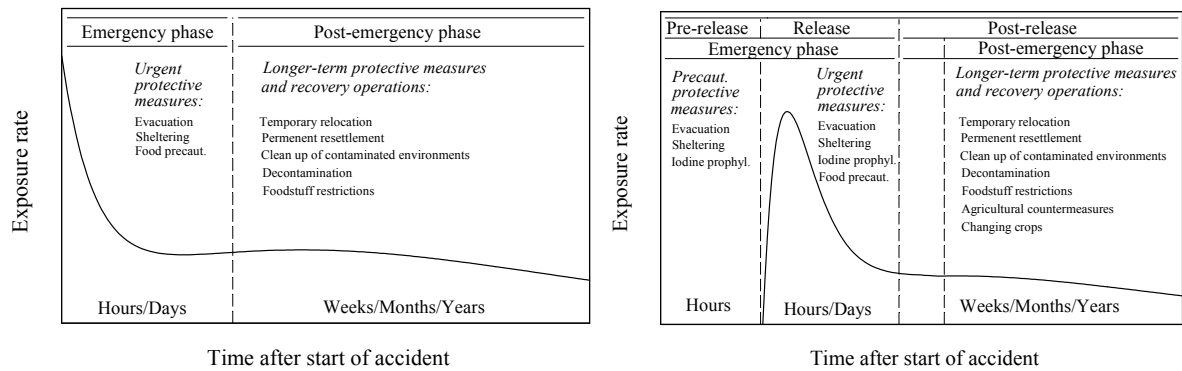 Emergency phase
Post-emergency phase
Urgent
protective
measures:
Evacuation
Sheltering
Food precaut.
Longer-term protective measures
and recovery operations:
Temporary relocation
Permenent resettlement
Clean up of contaminated environments
Decontamination
Foodstuff restrictions
Exposure rate
Hours/Days
Weeks/Months/Years
Time after start of accident
Pre-release
Release
Post-release
Emergency phase
Post-emergency phase
Precaut.
protective
measures:
Evacuation
Sheltering
Iodine prophyl.
Urgent
protective
measures:
Evacuation
Sheltering
Iodine prophyl.
Food precaut.
Longer-term protective measures
and recovery operations:
Temporary relocation
Permenent resettlement
Clean up of contaminated environments
Decontamination
Foodstuff restrictions
Agricultural countermeasures
Changing crops
Exposure rate
Hours
Hours/Days
Weeks/Months/Years
Time after start of accident